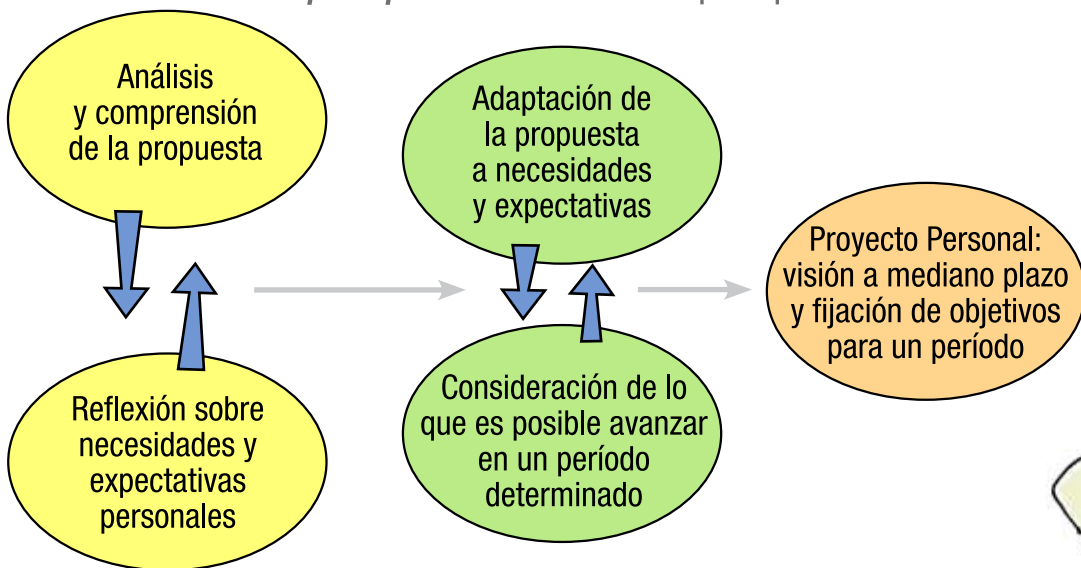 Análisis
y comprensión
de la propuesta
Reflexión sobre
necesidades y
expectativas
personales
Adaptación de
la propuesta
a necesidades
y expectativas
Consideración de lo
que es posible avanzar
en un período
determinado
Proyecto Personal:
visión a mediano plazo
y fijación de objetivos
para un período